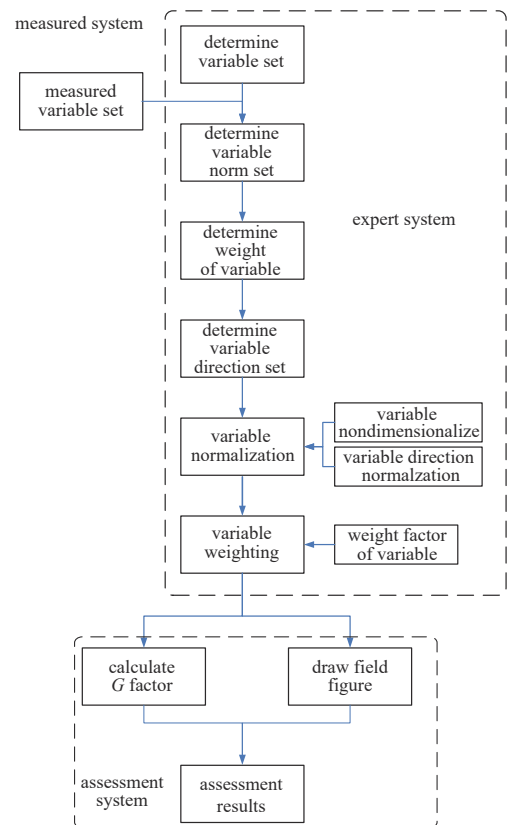 measured system
determine
variable set
measured
variable set
determine
variable
norm set
expert system
determine
weight
of variable
determine
variable
direction set
variable
normalization
variable
nondimensionalize
variable direction
normalzation
variable
weighting
weight factor
of variable
calculate
G factor
draw field
figure
assessment
system
assessment
results